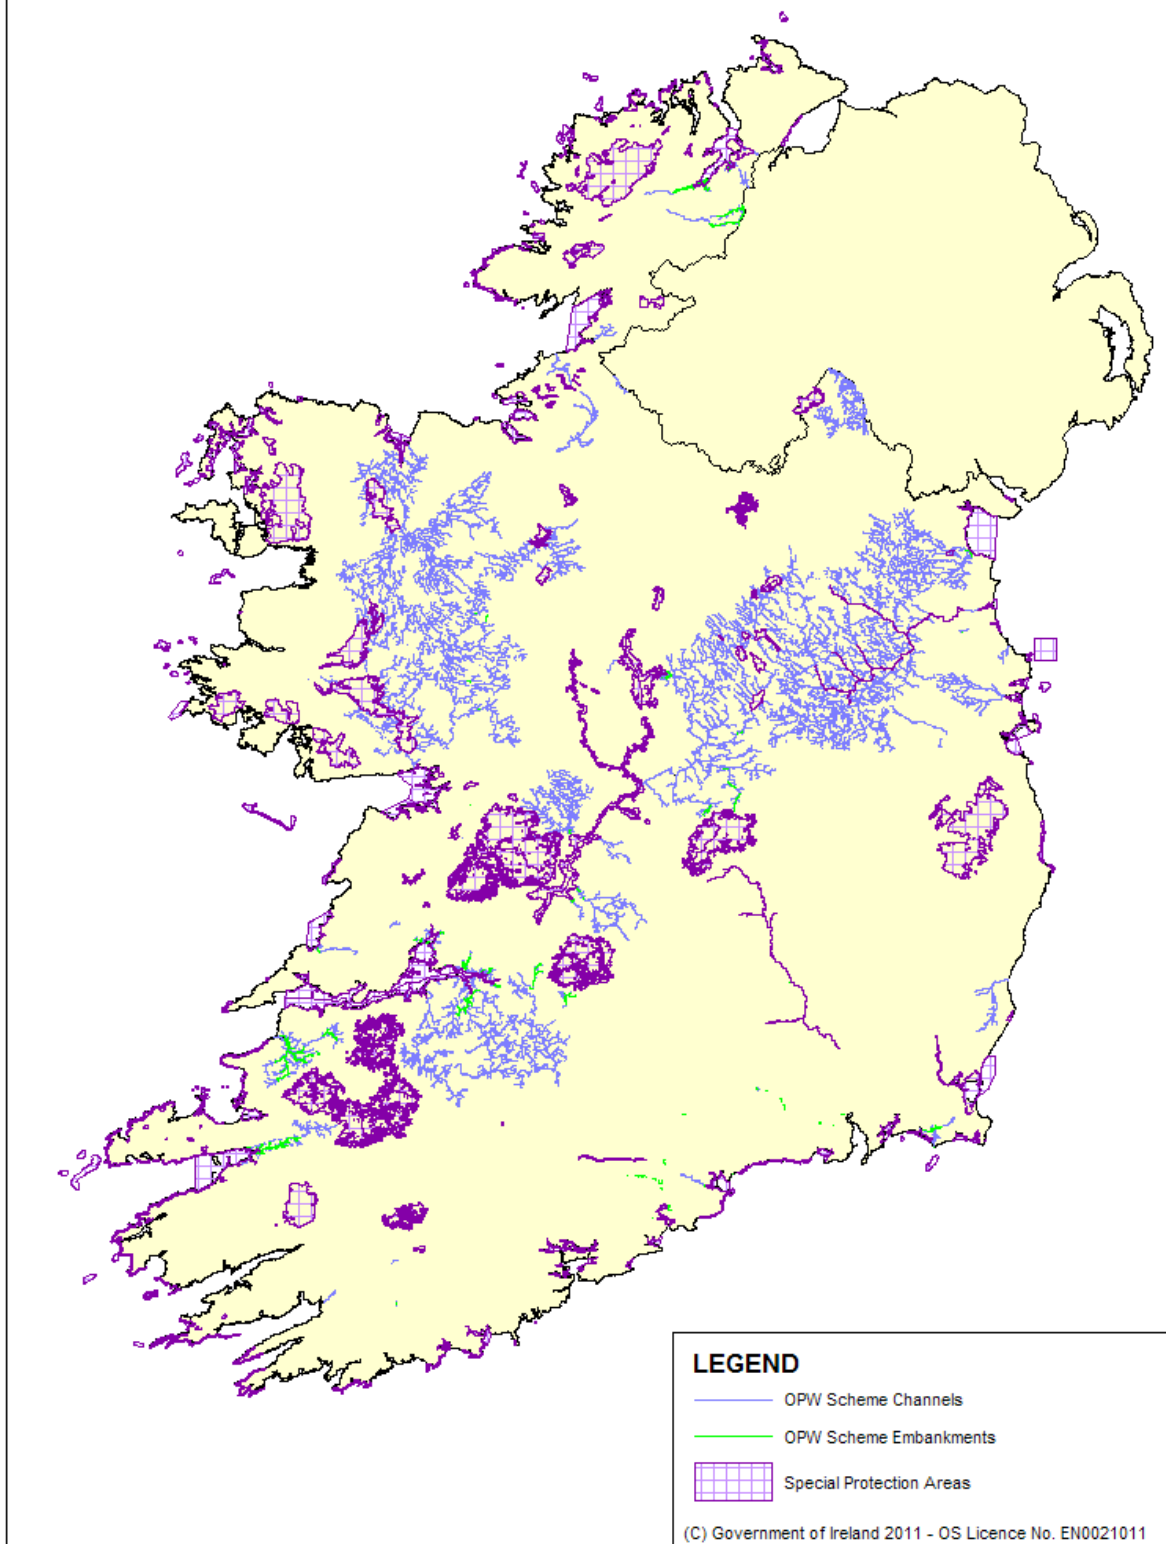 LEGEND
OPW Scheme Channels
OPW Scheme Embankments
Special Protection Areas
(C) Government of Ireland 2011 - OS Licence No. EN0021011